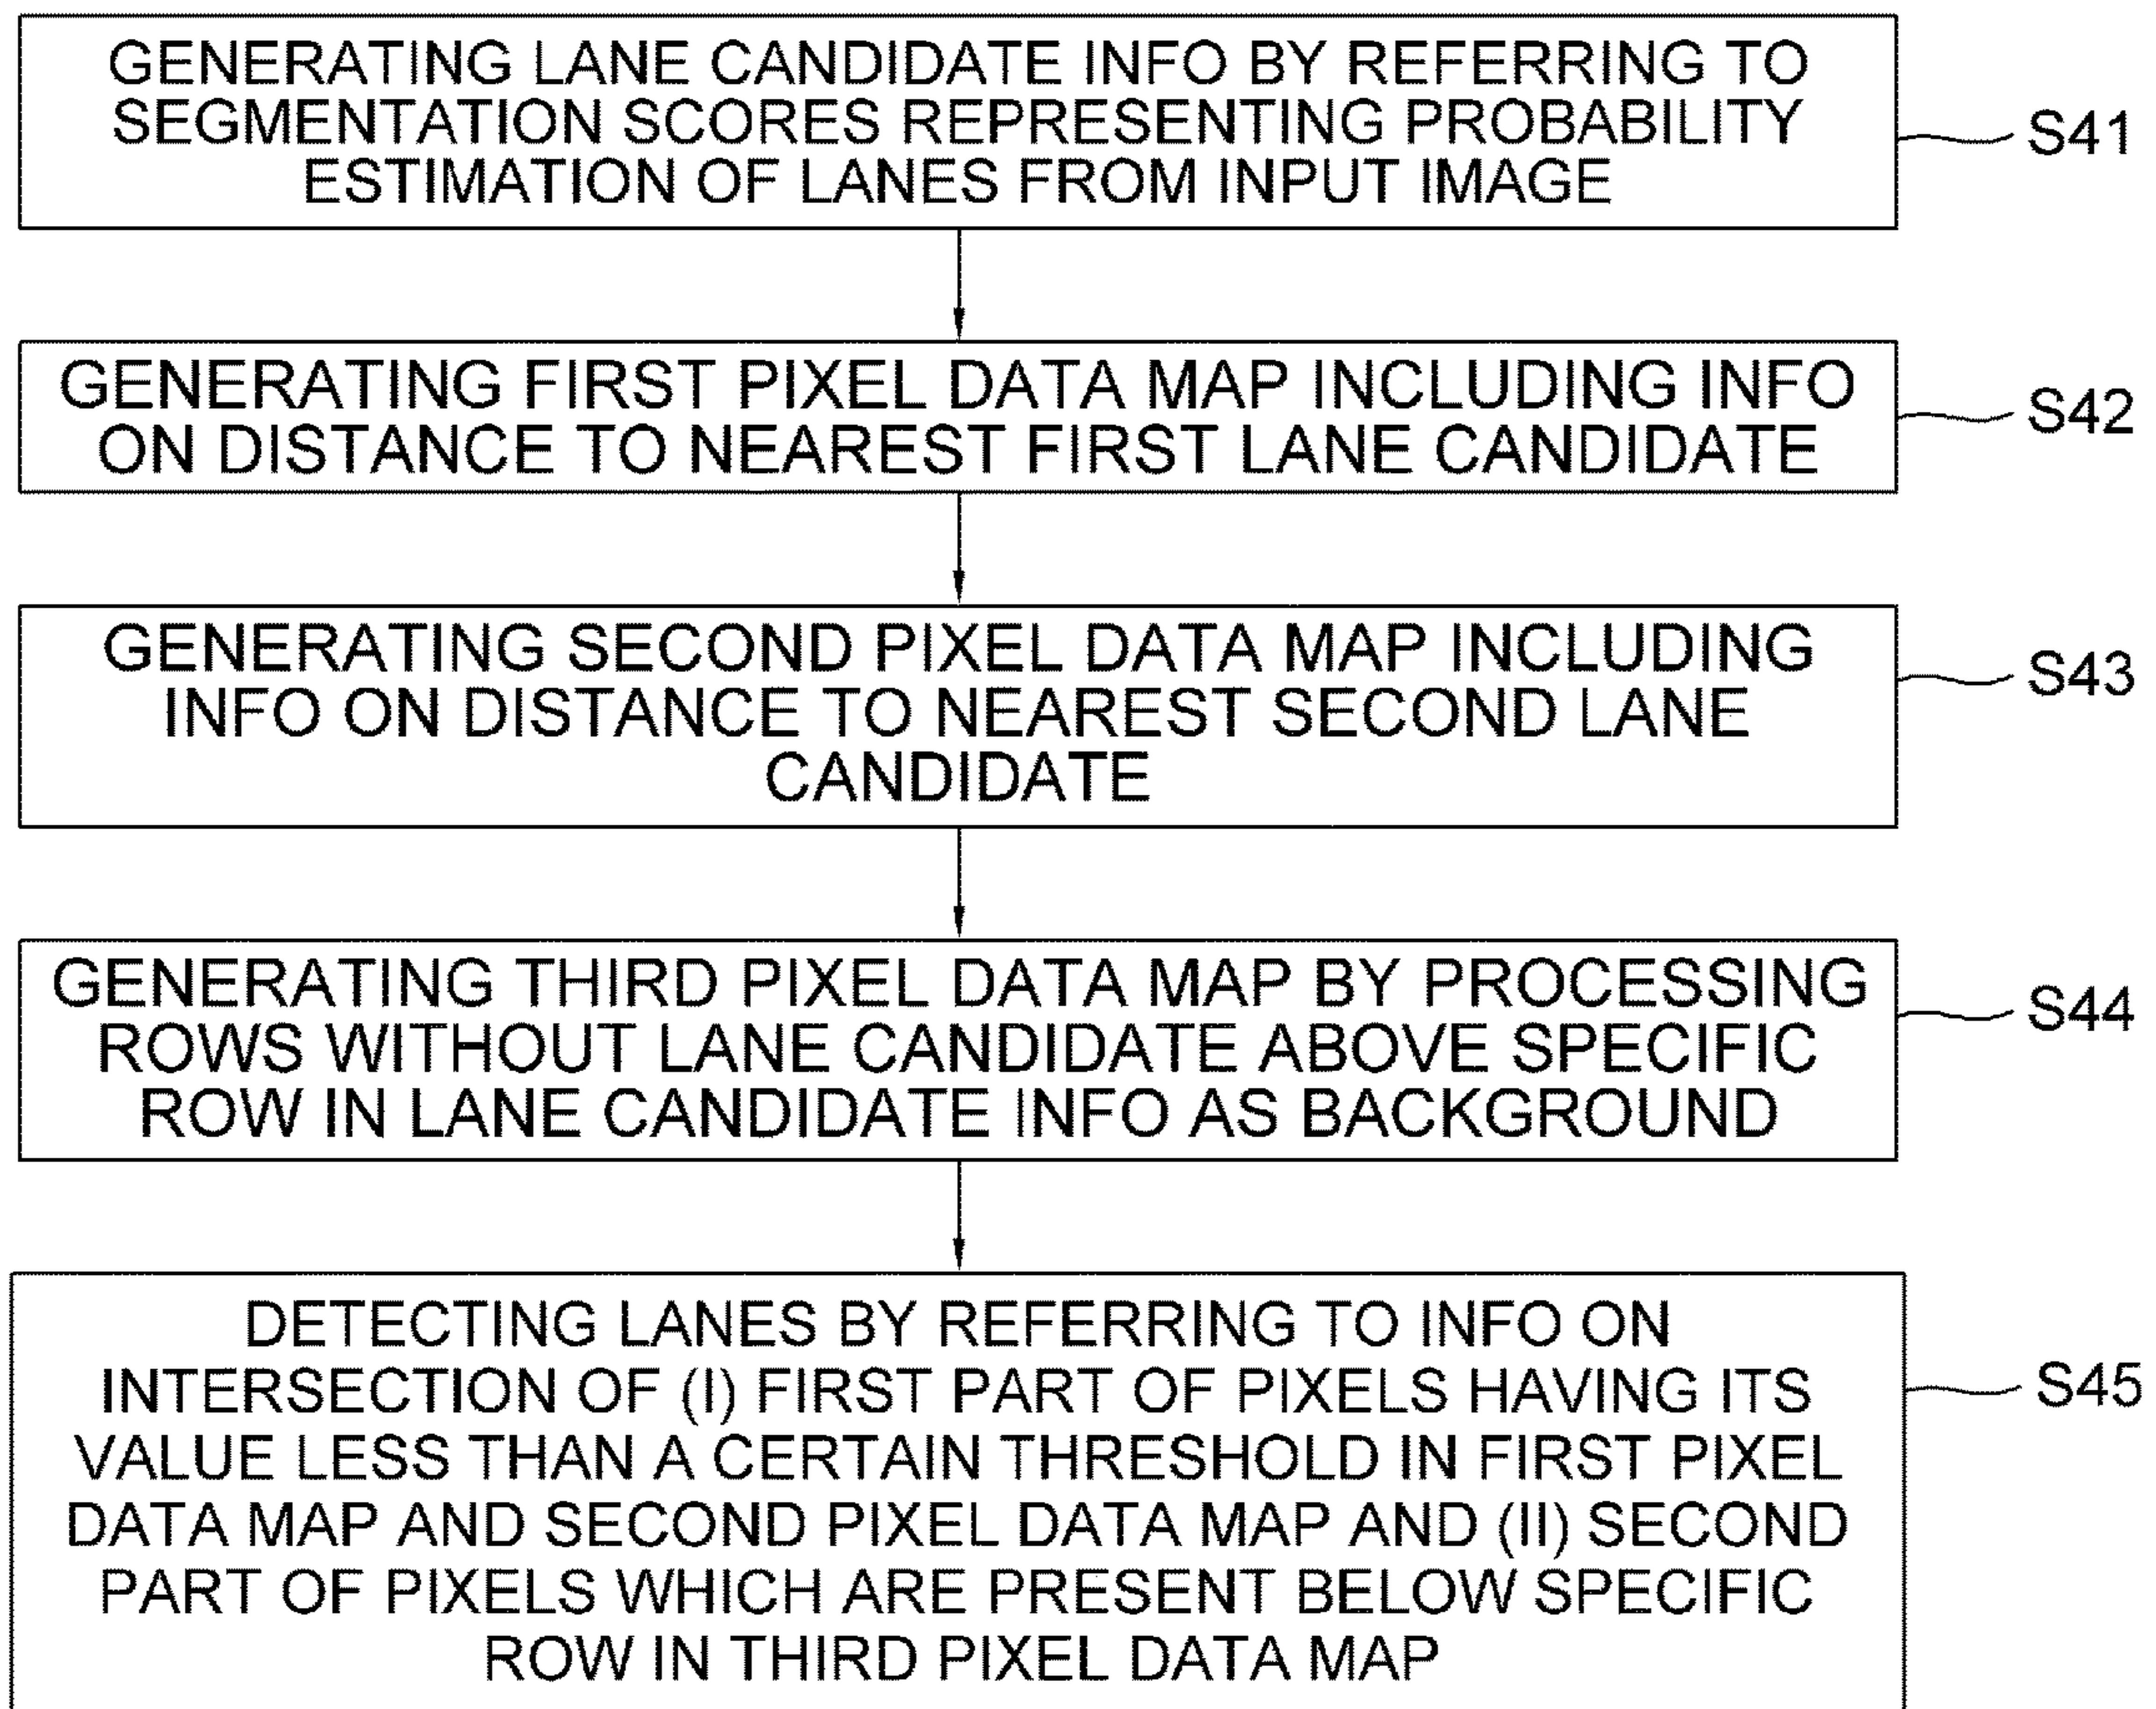 GENERATING LANE CANDIDATE INFO BY REFERRING TO
SEGMENTATION SCORES REPRESENTING PROBABILITY
ESTIMATION OF LANES FROM INPUT IMAGE
S41
GENERATING FIRST PIXEL DATA MAP INCLUDING INFO
ON DISTANCE TO NEAREST FIRST LANE CANDIDATE
S42
GENERATING SECOND PIXEL DATA MAP INCLUDING
INFO ON DISTANCE TO NEAREST SECOND LANE
CANDIDATE
S43
GENERATING THIRD PIXEL DATA MAP BY PROCESSING
ROWS WITHOUT LANE CANDIDATE ABOVE SPECIFIC
ROW IN LANE CANDIDATE INFO AS BACKGROUND
S44
DETECTING LANES BY REFERRING TO INFO ON
INTERSECTION OF (I) FIRST PART OF PIXELS HAVING ITS
VALUE LESS THAN A CERTAIN THRESHOLD IN FIRST PIXEL
DATA MAP AND SECOND PIXEL DATA MAP AND (II) SECOND
PART OF PIXELS WHICH ARE PRESENT BELOW SPECIFIC
ROW IN THIRD PIXEL DATA MAP
S45